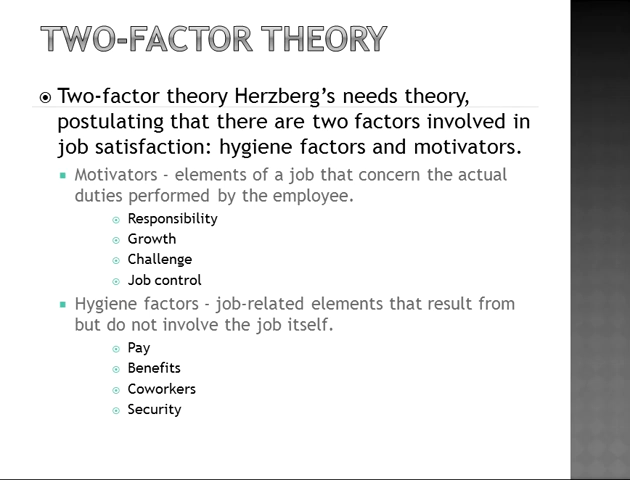 TWO-FACTOR THEORY
Two-factor theory Herzberg's needs theory,
postulating that there are two factors involved in
job satisfaction: hygiene factors and motivators.
Motivators - elements of a job that concern the actual
duties performed by the employee.
Responsibility
Growth
Challenge
Job control
Hygiene factors - job-related elements that result from
but do not involve the job itself.
Pay
Benefits
Coworkers
Security